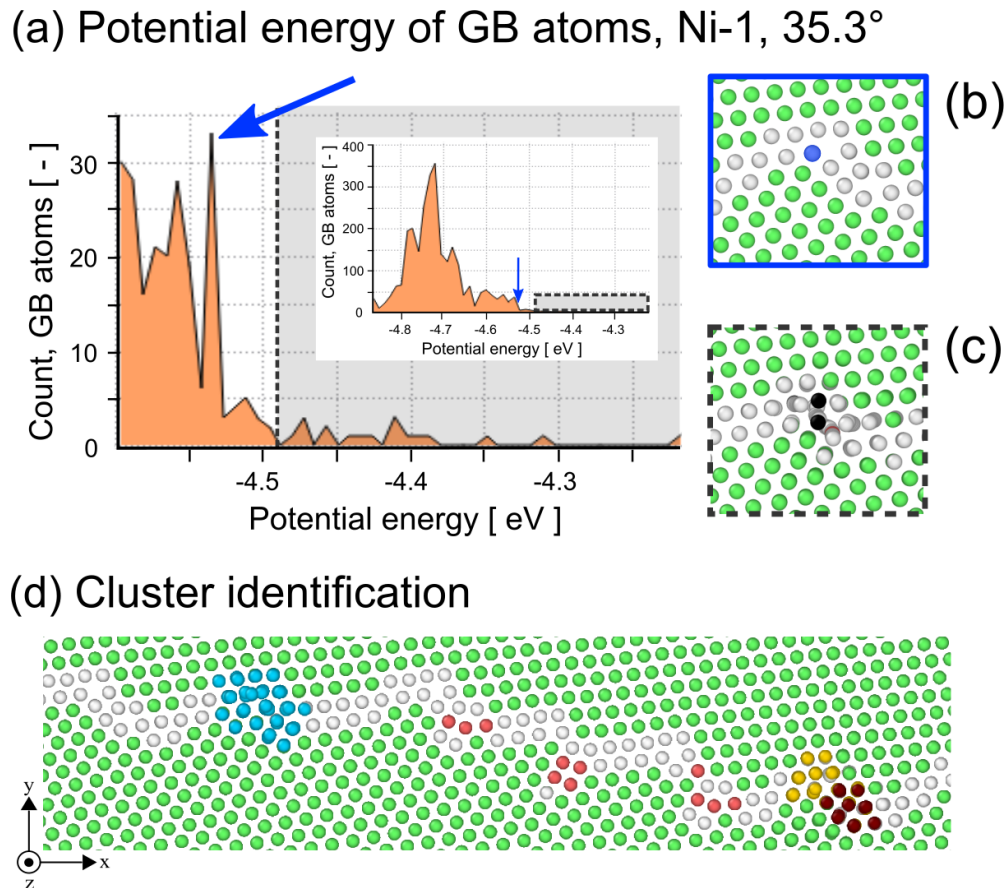 (a) Potential energy of GB atoms, Ni-1, 35.3°
(b)
Count, GB atoms [ - ]
30
20
10
0
-4.5
-4.4
-4.3
Potential energy [ eV ]
Count, GB atoms [ - ]
400
300
200
100
0
-4.8
-4.7
-4.6
-4.5
-4.4
-4.3
Potential energy [ eV ]
(c)
(d) Cluster identification
y
x
z